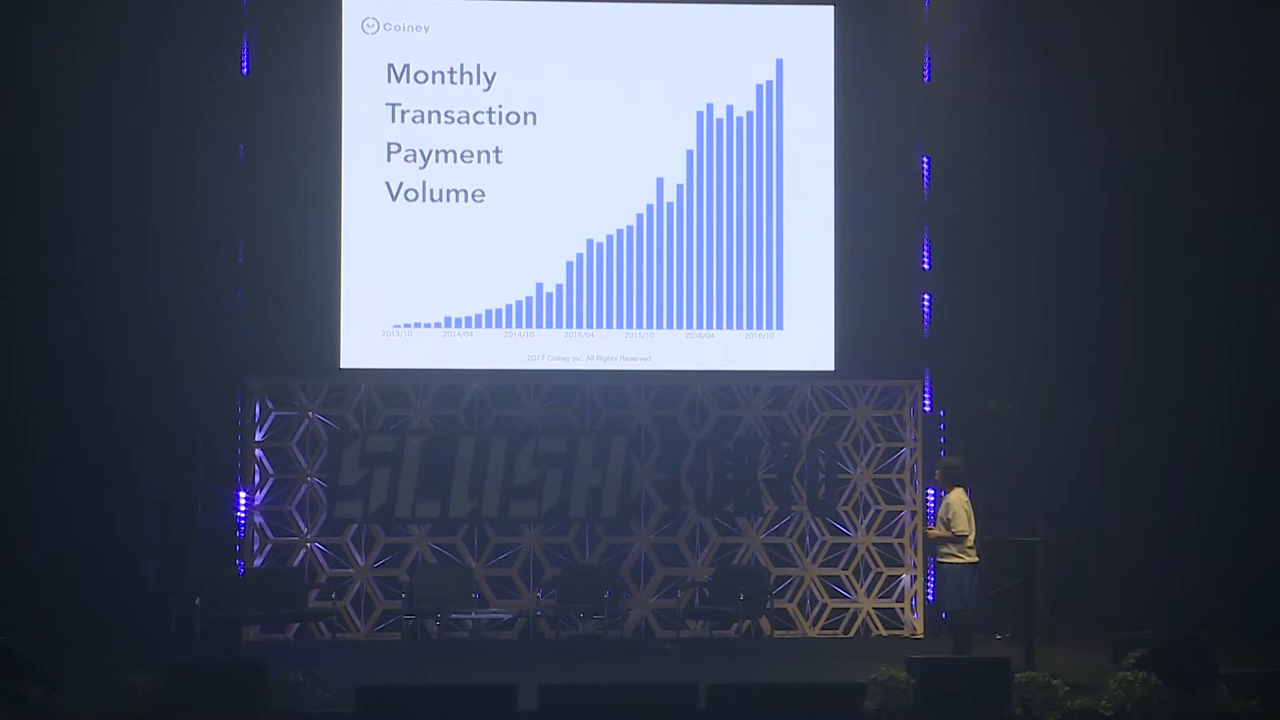 Coiney
Monthly
Transaction
Payment
Volume
2013/10 2014/04 2014/10 2015/04 2015/10 2016/04 2016/10
2017 Coiney Inc. All Rights Reserved
SLUSH